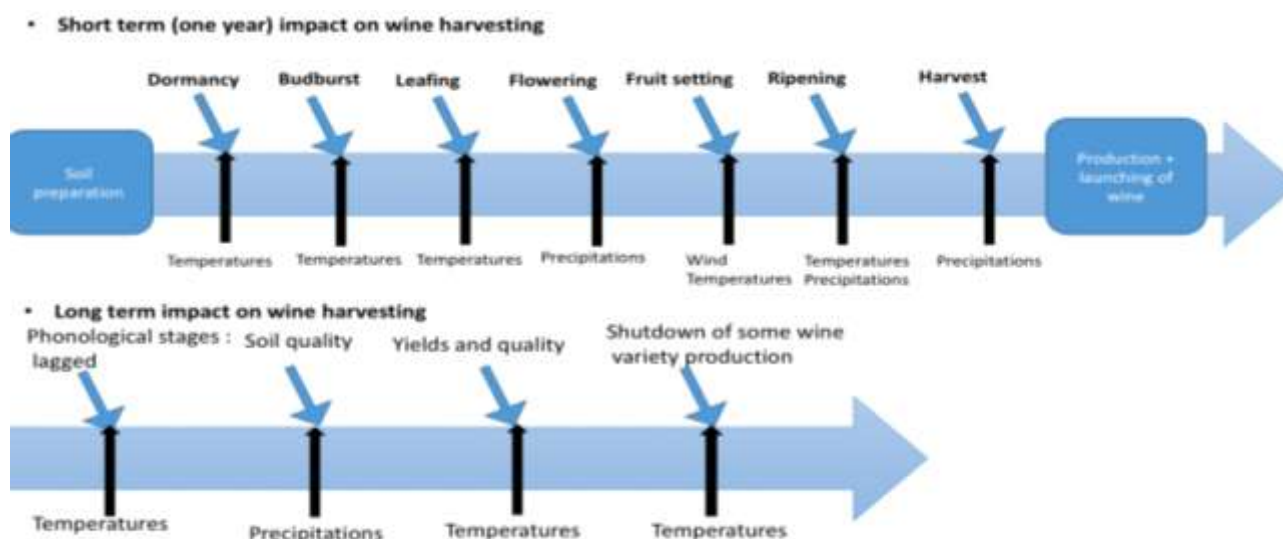 • Short term (one year) impact on wine harvesting
Dormancy Budburst Leafing Flowering Fruit setting Ripening Harvest
Soil
preparation
Production +
launching of
wine
Temperatures Temperatures Temperatures Precipitations Wind
Temperatures Temperatures
Precipitations Precipitations
• Long term impact on wine harvesting
Phonological stages :
lagged
Soil quality
Yields and quality
Shutdown of some wine
variety production
Temperatures Precipitations Temperatures Temperatures